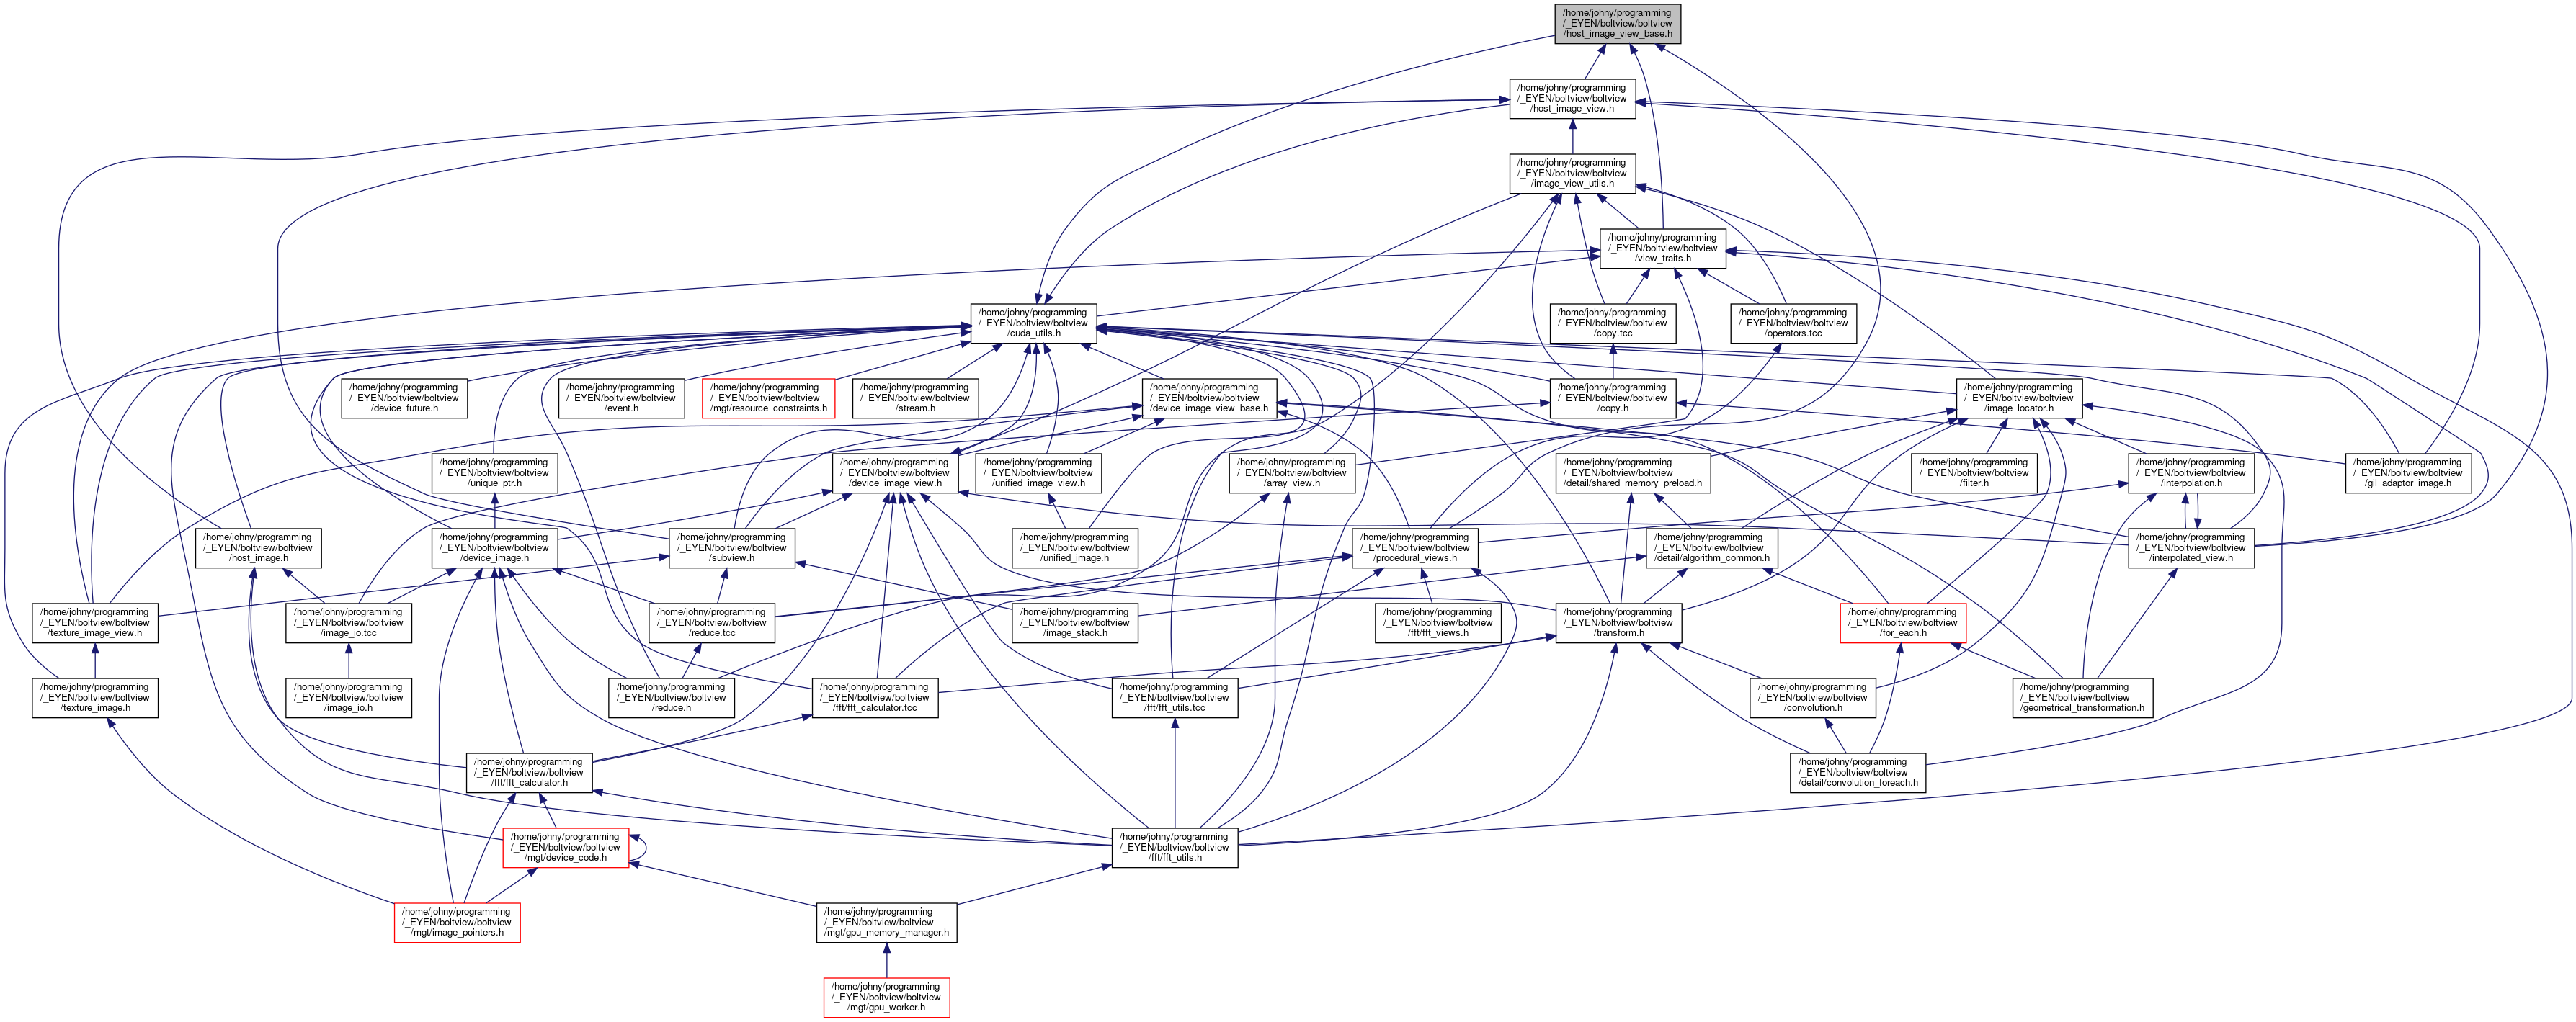 /home/johny/programming
/_EYEN/boltview/boltview
/host_image_view_base.h
/home/johny/programming
/_EYEN/boltview/boltview
/host_image_view.h
/home/johny/programming
/_EYEN/boltview/boltview
/image_view_utils.h
/home/johny/programming
/_EYEN/boltview/boltview
/view_traits.h
/home/johny/programming
/_EYEN/boltview/boltview
/cuda_utils.h
/home/johny/programming
/_EYEN/boltview/boltview
/copy.tcc
/home/johny/programming
/_EYEN/boltview/boltview
/operators.tcc
/home/johny/programming
/_EYEN/boltview/boltview
/device_future.h
/home/johny/programming
/_EYEN/boltview/boltview
/event.h
/home/johny/programming
/_EYEN/boltview/boltview
/mgt/resource_constraints.h
/home/johny/programming
/_EYEN/boltview/boltview
/stream.h
/home/johny/programming
/_EYEN/boltview/boltview
/device_image_view_base.h
/home/johny/programming
/_EYEN/boltview/boltview
/copy.h
/home/johny/programming
/_EYEN/boltview/boltview
/image_locator.h
/home/johny/programming
/_EYEN/boltview/boltview
/unique_ptr.h
/home/johny/programming
/_EYEN/boltview/boltview
/device_image_view.h
/home/johny/programming
/_EYEN/boltview/boltview
/unified_image_view.h
/home/johny/programming
/_EYEN/boltview/boltview
/array_view.h
/home/johny/programming
/_EYEN/boltview/boltview
/detail/shared_memory_preload.h
/home/johny/programming
/_EYEN/boltview/boltview
/filter.h
/home/johny/programming
/_EYEN/boltview/boltview
/interpolation.h
/home/johny/programming
/_EYEN/boltview/boltview
/gil_adaptor_image.h
/home/johny/programming
/_EYEN/boltview/boltview
/host_image.h
/home/johny/programming
/_EYEN/boltview/boltview
/device_image.h
/home/johny/programming
/_EYEN/boltview/boltview
/subview.h
/home/johny/programming
/_EYEN/boltview/boltview
/unified_image.h
/home/johny/programming
/_EYEN/boltview/boltview
/procedural_views.h
/home/johny/programming
/_EYEN/boltview/boltview
/detail/algorithm_common.h
/home/johny/programming
/_EYEN/boltview/boltview
/interpolated_view.h
/home/johny/programming
/_EYEN/boltview/boltview
/texture_image_view.h
/home/johny/programming
/_EYEN/boltview/boltview
/image_io.tcc
/home/johny/programming
/_EYEN/boltview/boltview
/reduce.tcc
/home/johny/programming
/_EYEN/boltview/boltview
/image_stack.h
/home/johny/programming
/_EYEN/boltview/boltview
/fft/fft_views.h
/home/johny/programming
/_EYEN/boltview/boltview
/transform.h
/home/johny/programming
/_EYEN/boltview/boltview
/for_each.h
/home/johny/programming
/_EYEN/boltview/boltview
/texture_image.h
/home/johny/programming
/_EYEN/boltview/boltview
/image_io.h
/home/johny/programming
/_EYEN/boltview/boltview
/reduce.h
/home/johny/programming
/_EYEN/boltview/boltview
/fft/fft_calculator.tcc
/home/johny/programming
/_EYEN/boltview/boltview
/fft/fft_utils.tcc
/home/johny/programming
/_EYEN/boltview/boltview
/convolution.h
/home/johny/programming
/_EYEN/boltview/boltview
/geometrical_transformation.h
/home/johny/programming
/_EYEN/boltview/boltview
/fft/fft_calculator.h
/home/johny/programming
/_EYEN/boltview/boltview
/detail/convolution_foreach.h
/home/johny/programming
/_EYEN/boltview/boltview
/mgt/device_code.h
/home/johny/programming
/_EYEN/boltview/boltview
/fft/fft_utils.h
/home/johny/programming
/_EYEN/boltview/boltview
/mgt/image_pointers.h
/home/johny/programming
/_EYEN/boltview/boltview
/mgt/gpu_memory_manager.h
/home/johny/programming
/_EYEN/boltview/boltview
/mgt/gpu_worker.h